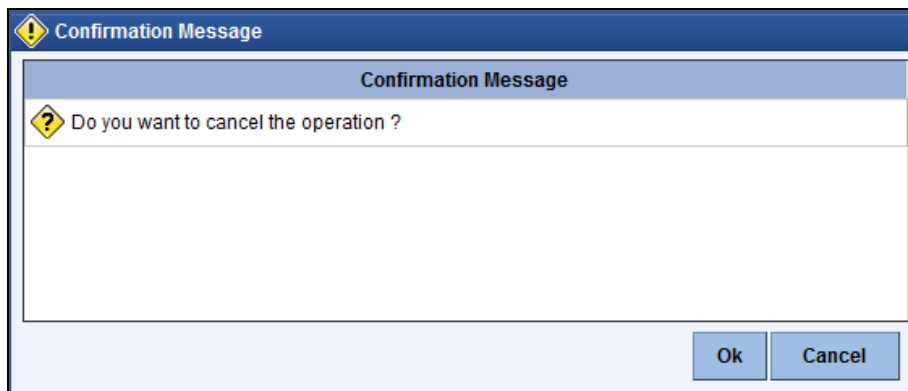 Confirmation Message
Confirmation Message
Do you want to cancel the operation ?
Ok Cancel